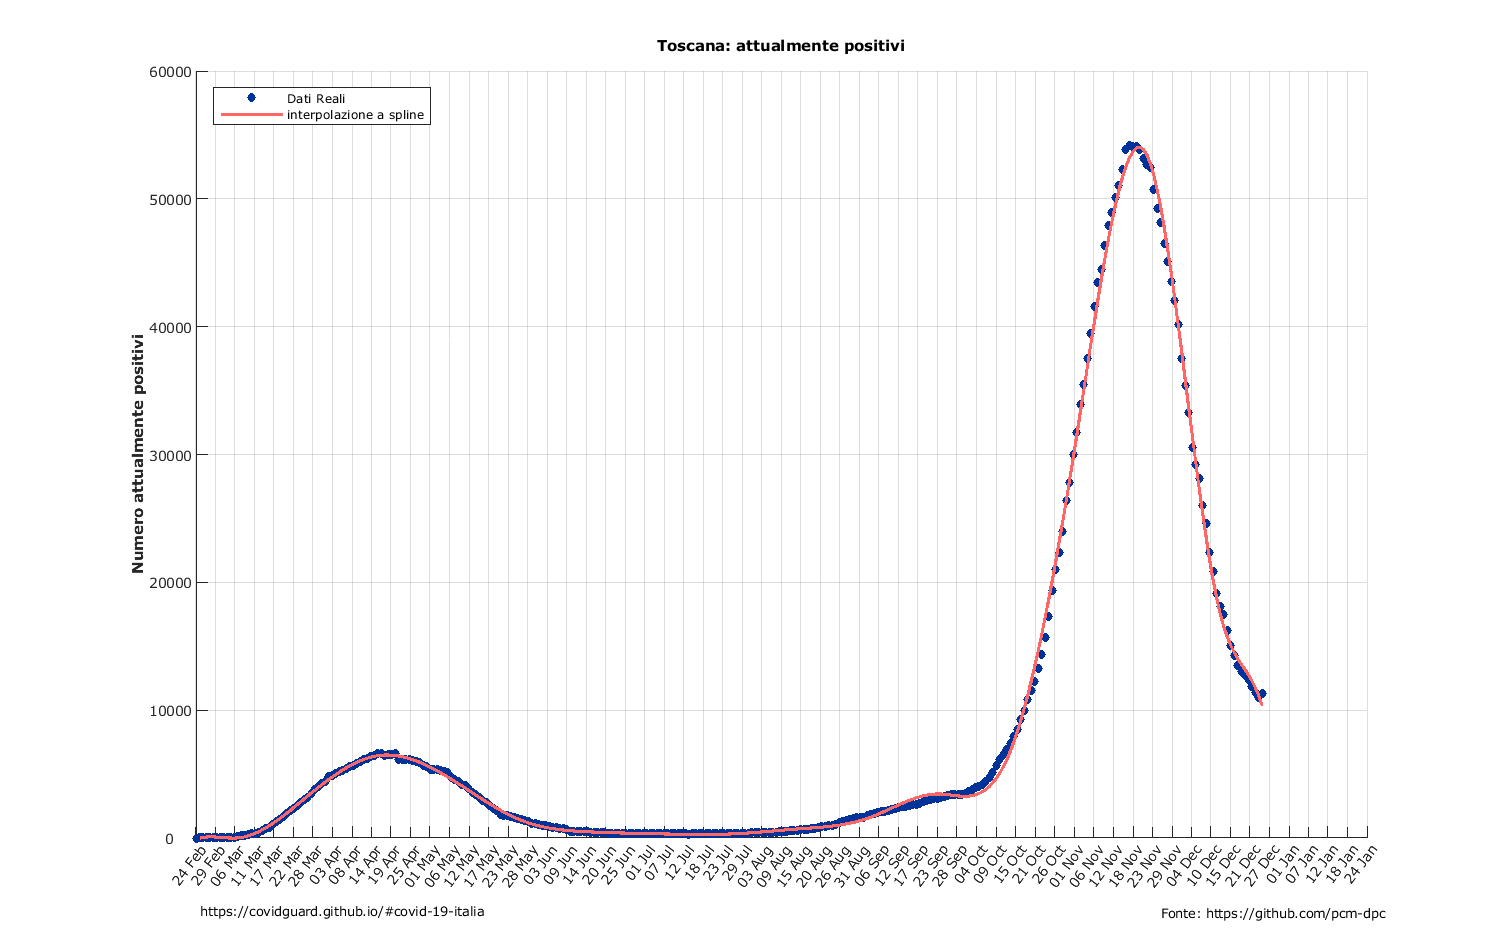 Toscana: attualmente positivi
60000
50000
40000
30000
20000
10000
0
Numero attualmente positivi
Dati Reali
interpolazione a spline
24 Feb
29 Feb
06 Mar
11 Mar
17 Mar
22 Mar
28 Mar
03 Apr
08 Apr
14 Apr
19 Apr
25 Apr
01 May
06 May
12 May
17 May
23 May
28 May
03 Jun
09 Jun
14 Jun
20 Jun
25 Jun
01 Jul
07 Jul
12 Jul
18 Jul
23 Jul
29 Jul
03 Aug
09 Aug
15 Aug
20 Aug
26 Aug
31 Aug
06 Sep
12 Sep
17 Sep
23 Sep
28 Sep
04 Oct
09 Oct
15 Oct
21 Oct
26 Oct
01 Nov
06 Nov
12 Nov
18 Nov
23 Nov
29 Nov
04 Dec
10 Dec
15 Dec
21 Dec
27 Dec
01 Jan
07 Jan
12 Jan
18 Jan
24 Jan
https://covidguard.github.io/#covid-19-italia
Fonte: https://github.com/pcm-dpc